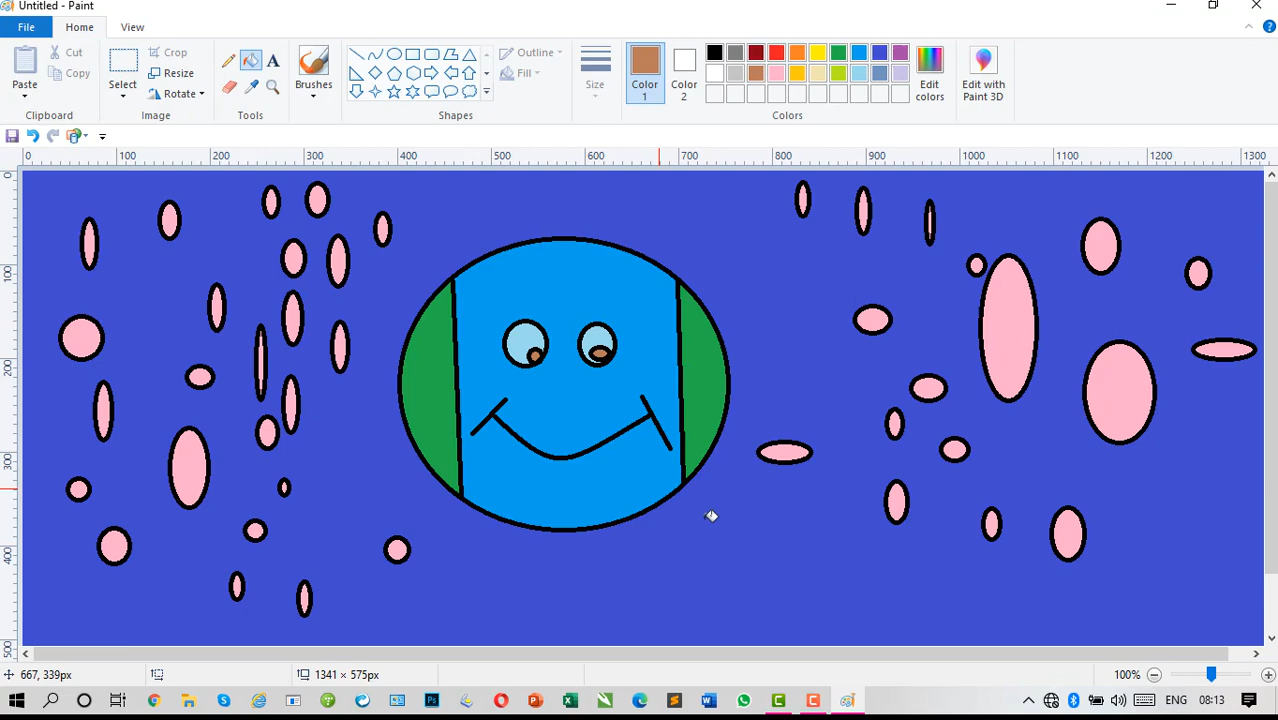 Untitled - Paint
File Home View
Paste
Cut
Copy
Clipboard
Select
Crop
Resize
Rotate
Image
A
Tools
Brushes
Outline
Fill
Shapes
Size
Color 1
Color 2
Edit colors
Colors
Edit with Paint 3D
0 100 200 300 400 500 600 700 800 900 1000 1100 1200 1300
0
100
200
300
400
500
667, 339px
1341 × 575px
100%
ENG
08:13